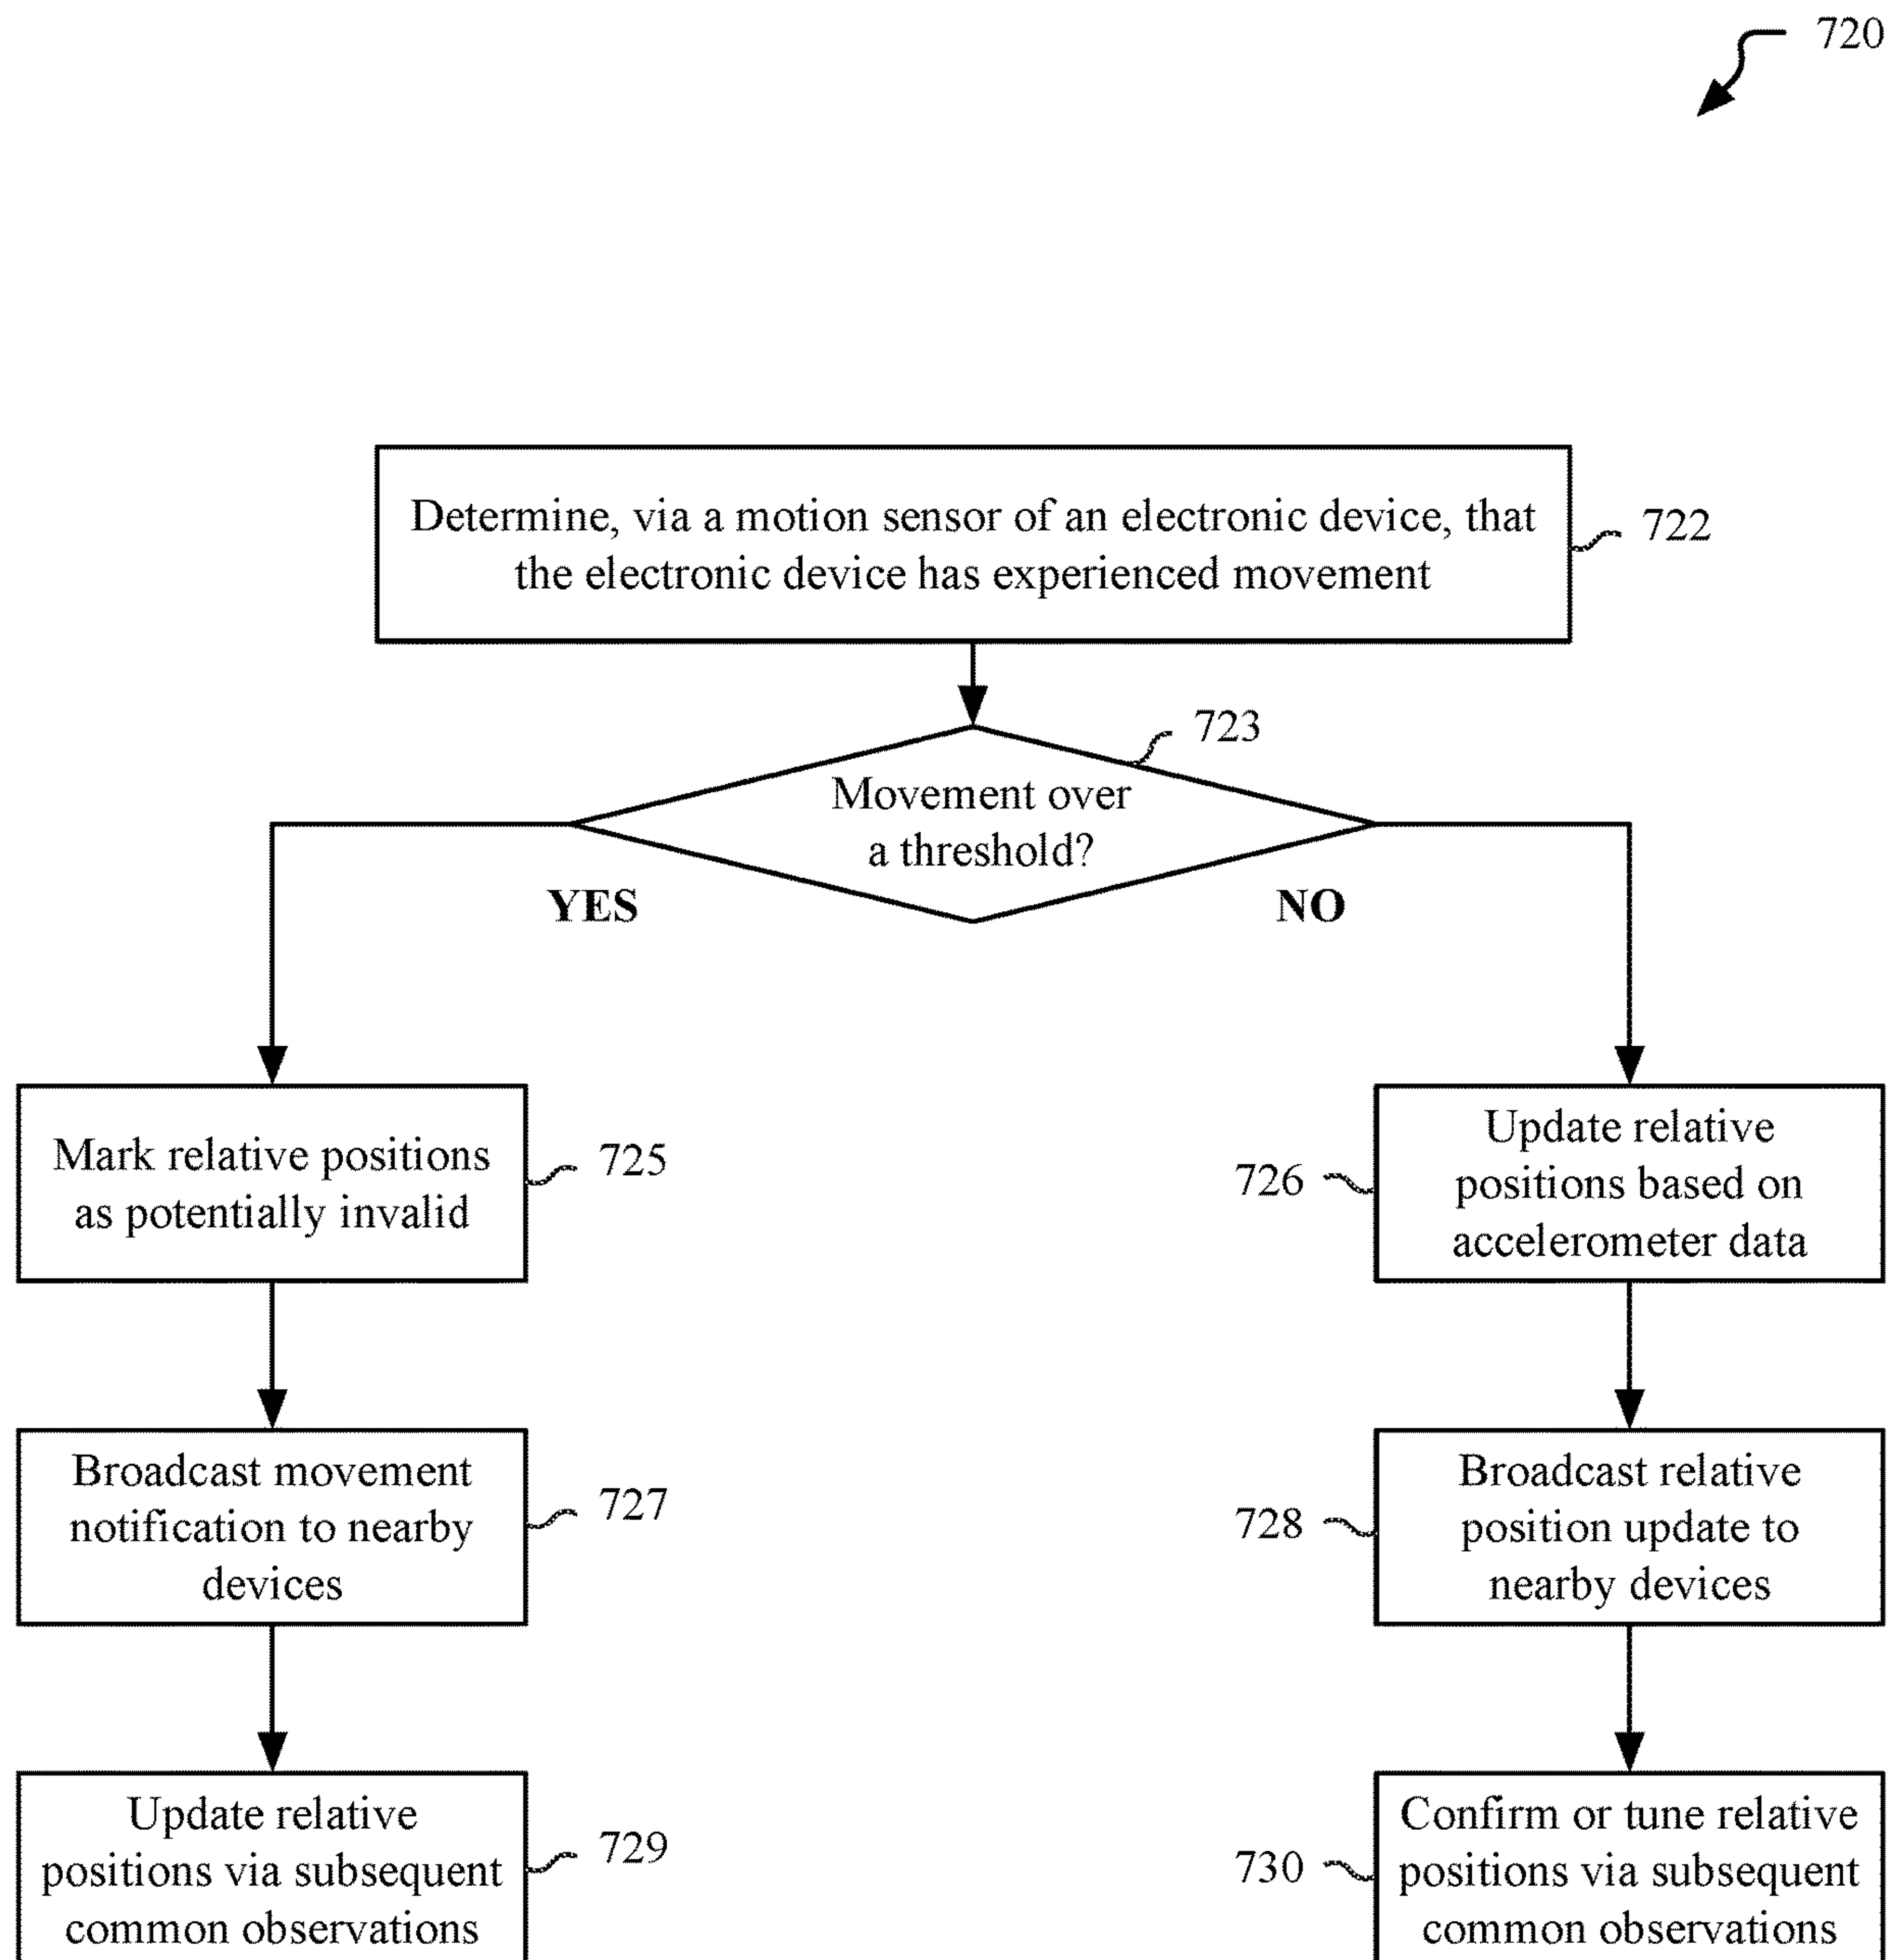 720
Determine, via a motion sensor of an electronic device, that
the electronic device has experienced movement
722
723
Movement over
a threshold?
YES
NO
Mark relative positions
as potentially invalid
725
726
Update relative
positions based on
accelerometer data
Broadcast movement
notification to nearby
devices
727
728
Broadcast relative
position update to
nearby devices
Update relative
positions via subsequent
common observations
729
730
Confirm or tune relative
positions via subsequent
common observations